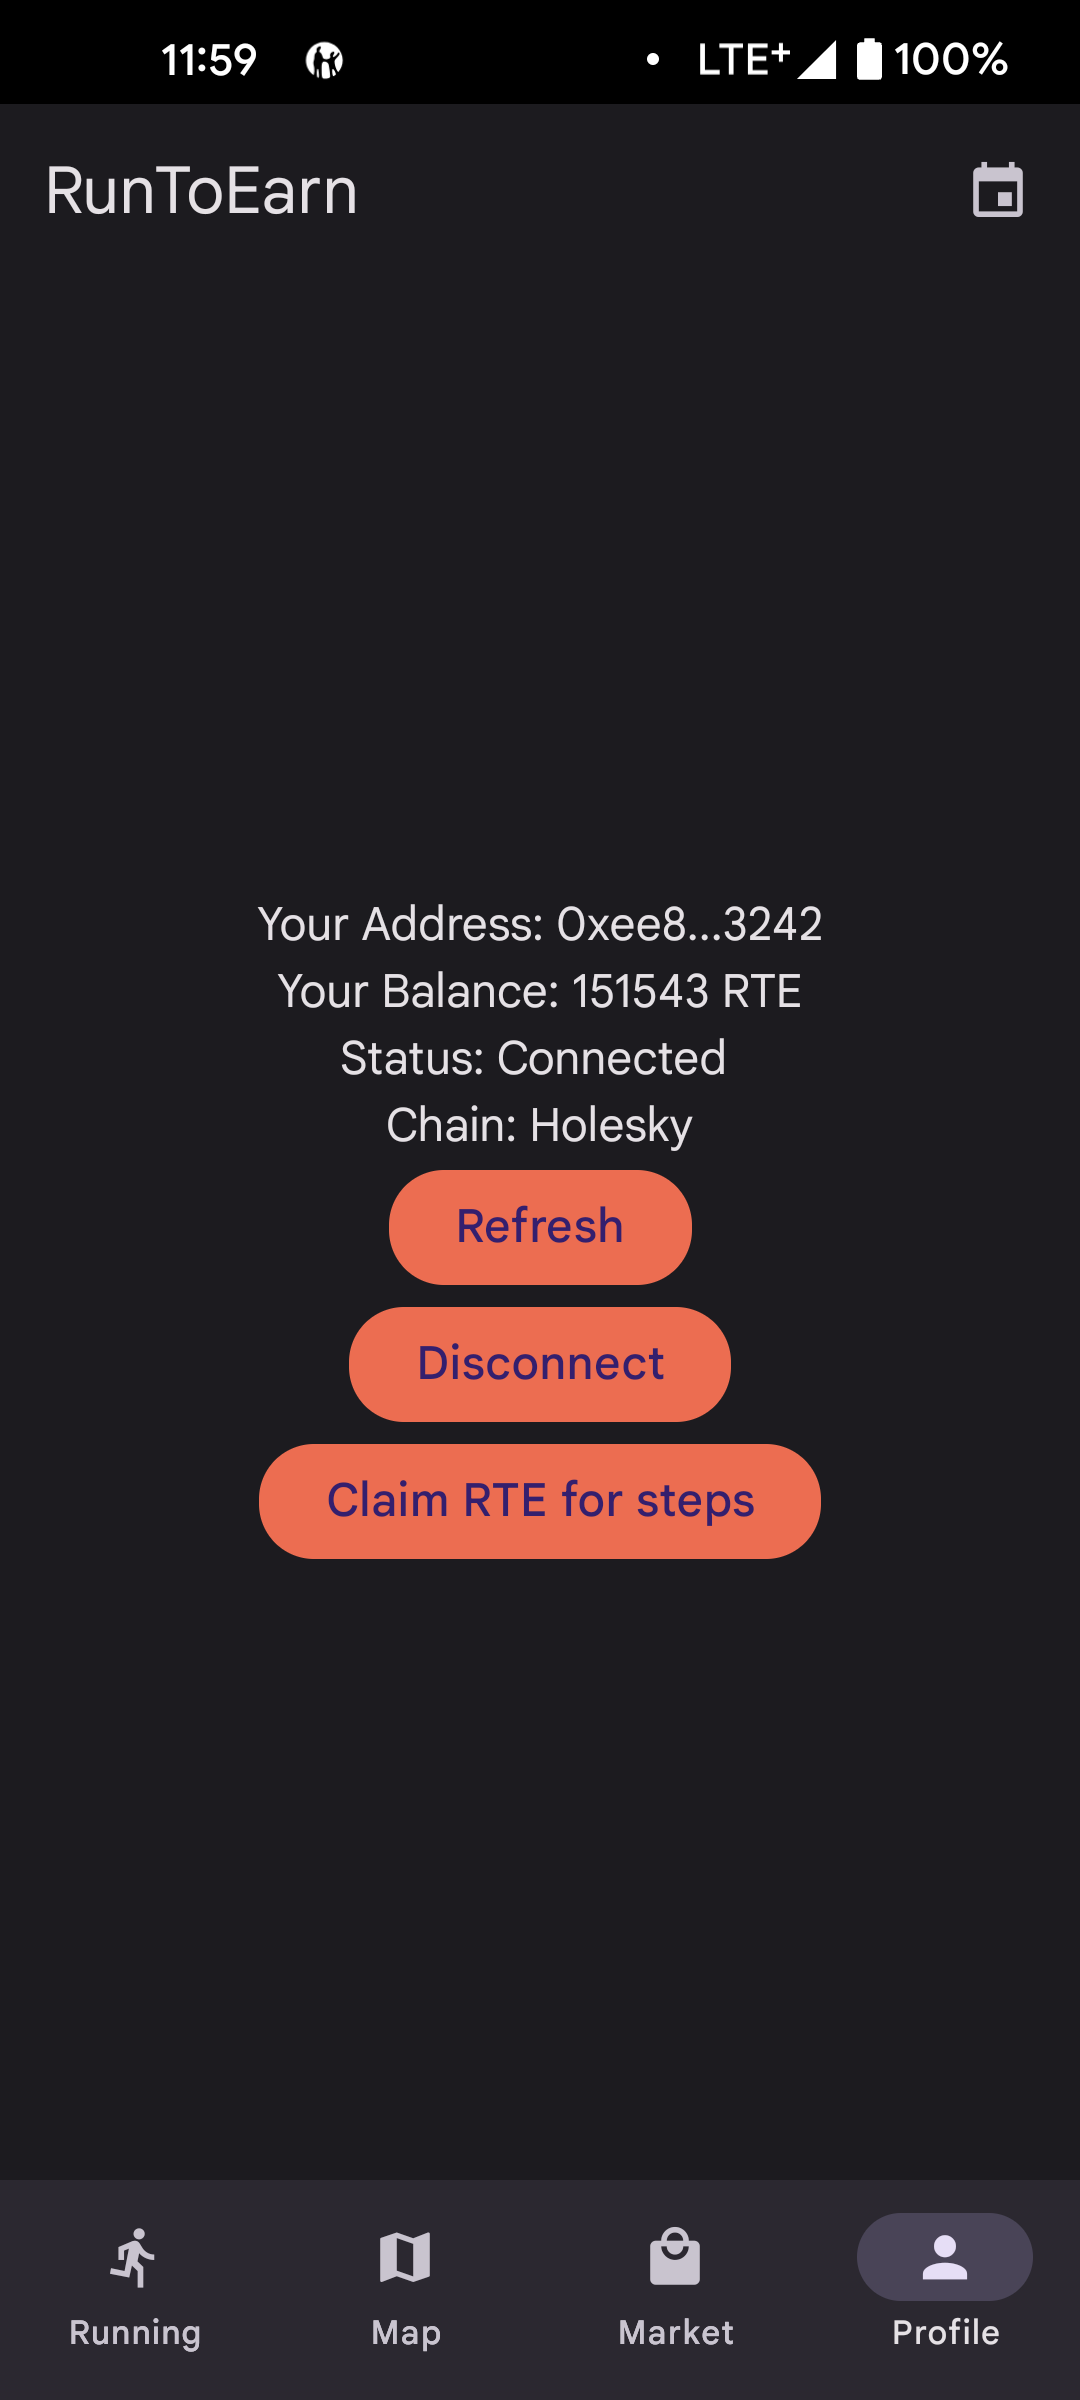 11:59 LTE+ 100%
RunToEarn
Your Address: 0xee8...3242
Your Balance: 151543 RTE
Status: Connected
Chain: Holesky
Refresh
Disconnect
Claim RTE for steps
Running Map Market Profile